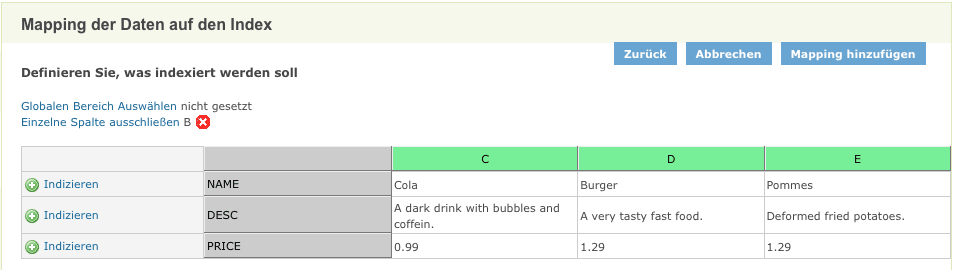 Mapping der Daten auf den Index
Zurück Abbrechen Mapping hinzufügen
Definieren Sie, was indexiert werden soll
Globalen Bereich Auswählen nicht gesetzt
Einzelne Spalte ausschließen B
C D E
Indizieren NAME Cola Burger Pommes
Indizieren DESC A dark drink with bubbles and coffein. A very tasty fast food. Deformed fried potatoes.
Indizieren PRICE 0.99 1.29 1.29